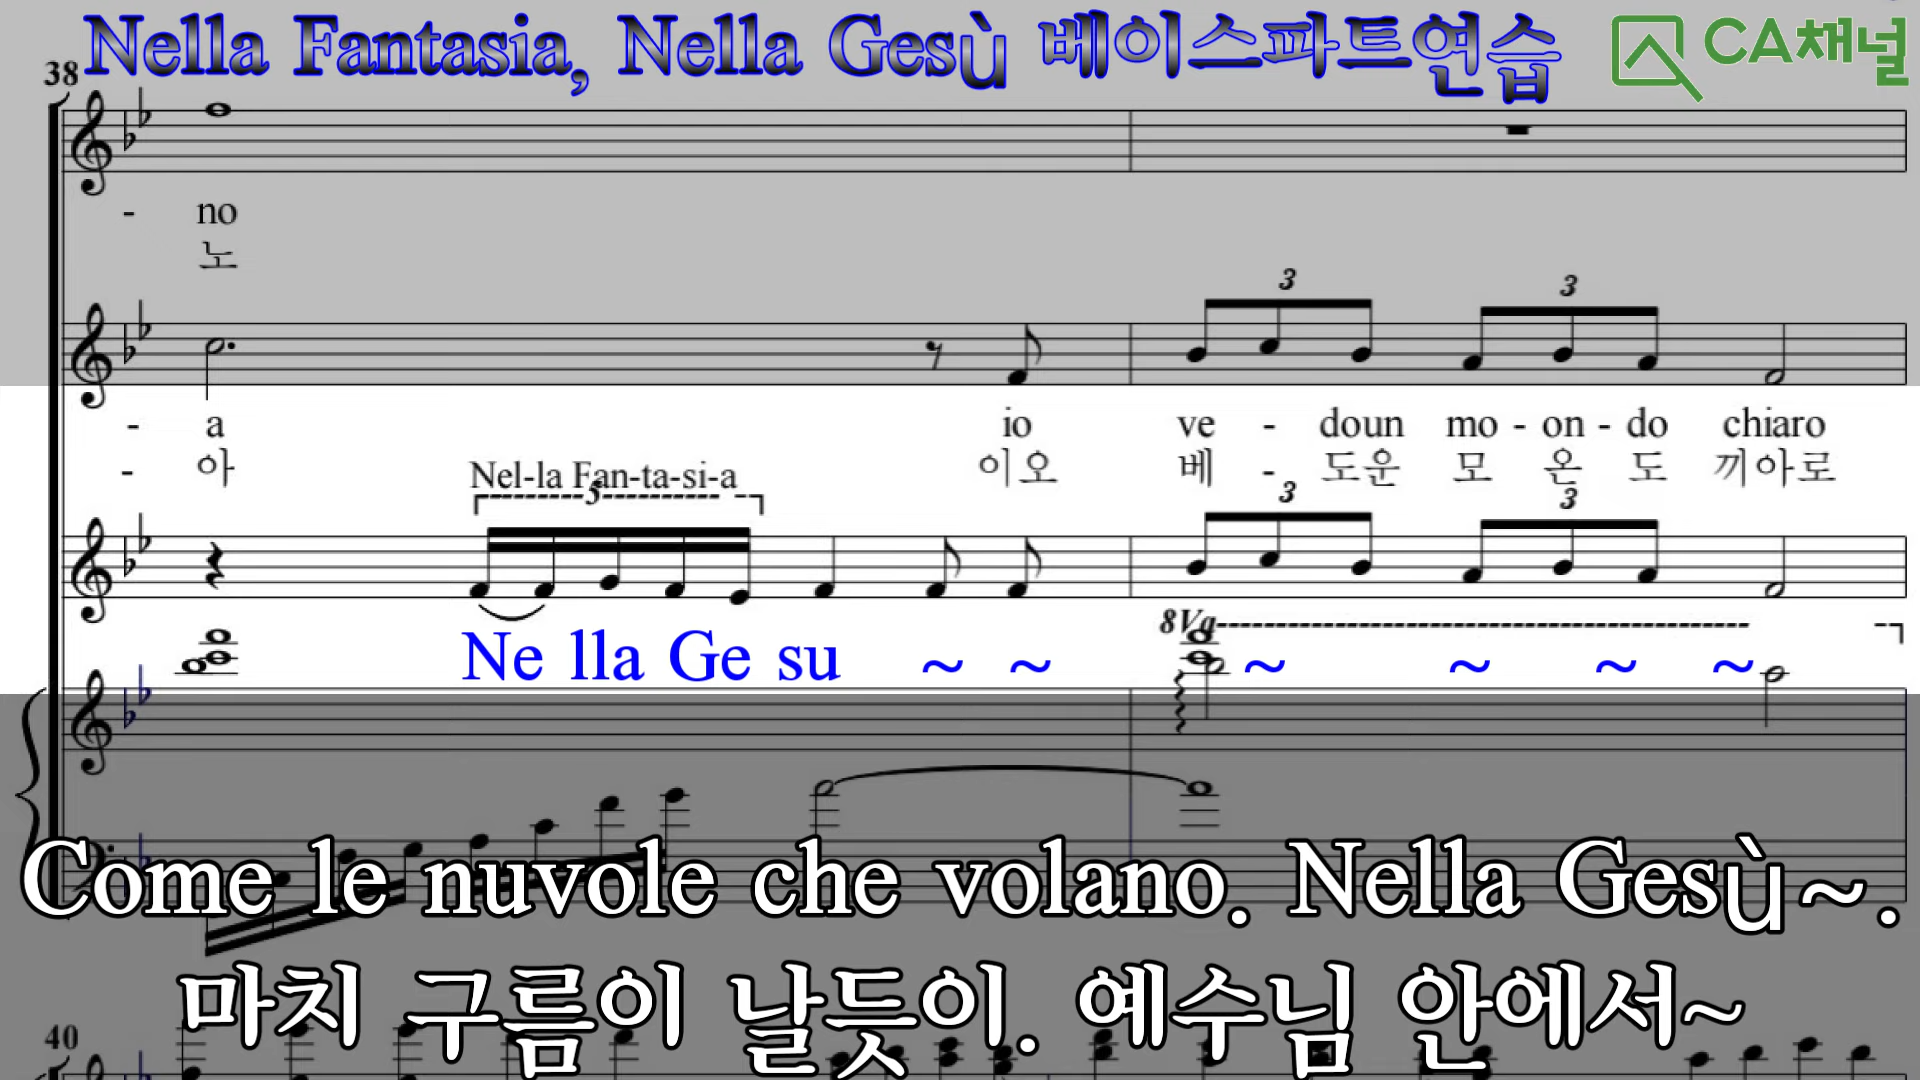 Nella Fantasia, Nella Gesù 베이스파트연습
CA채널
38
- no
노
3 3
- a io ve - doun mo - on - do chiaro
- 아 이오 베 - 도운 모 온 도 끼아로
Nel-la Fan-ta-si-a
5 3 3
8Va
Ne lla Ge su ~ ~ ~ ~ ~ ~
Come le nuvole che volano. Nella Gesù~.
마치 구름이 날듯이. 예수님 안에서~
40